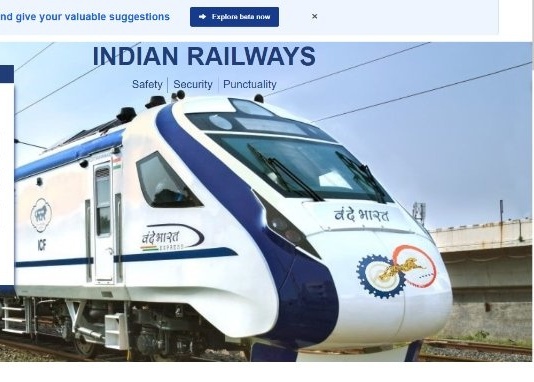 nd give your valuable suggestions
Explore beta now
×
INDIAN RAILWAYS
Safety | Security | Punctuality
वंदे भारत
वंदे भारत
EXPRESS
ICF